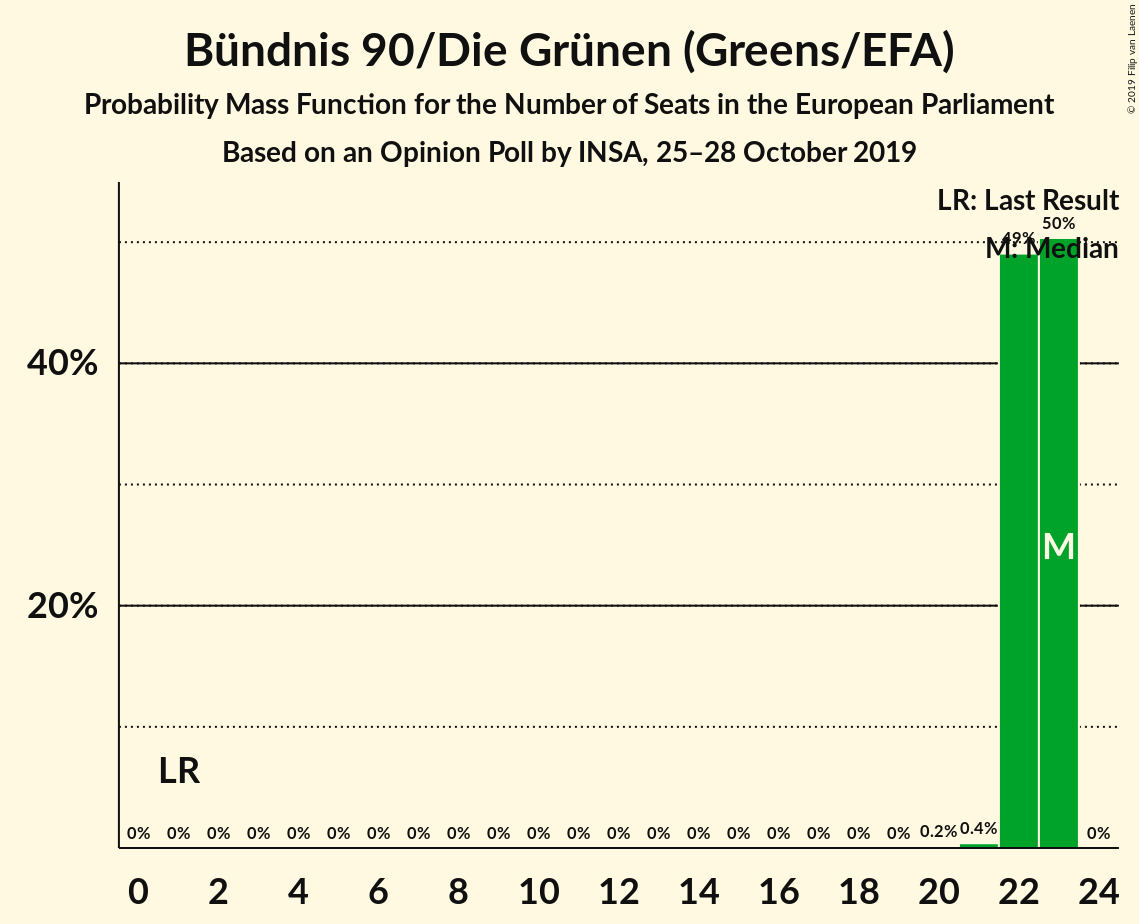 Bündnis 90/Die Grünen (Greens/EFA)
Probability Mass Function for the Number of Seats in the European Parliament
Based on an Opinion Poll by INSA, 25–28 October 2019
© 2019 Filip van Laenen
LR: Last Result
M: Median
50%
49%
40%
M
20%
LR
0% 0% 0% 0% 0% 0% 0% 0% 0% 0% 0% 0% 0% 0% 0% 0% 0% 0% 0% 0% 0.2% 0.4% 0%
0 2 4 6 8 10 12 14 16 18 20 22 24